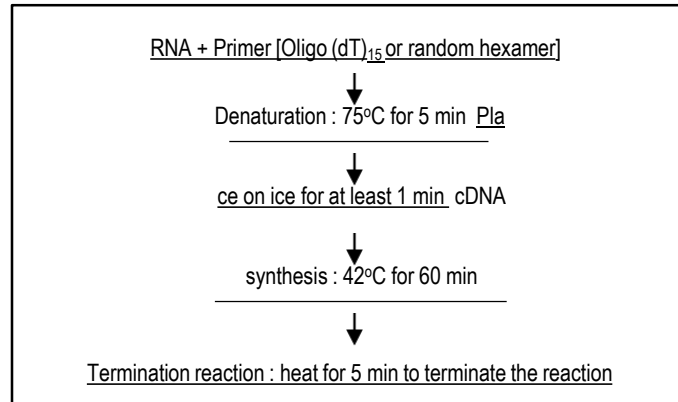 RNA + Primer [Oligo (dT)15 or random hexamer]
Denaturation : 75oC for 5 min Pla
ce on ice for at least 1 min cDNA
synthesis : 42oC for 60 min
Termination reaction : heat for 5 min to terminate the reaction